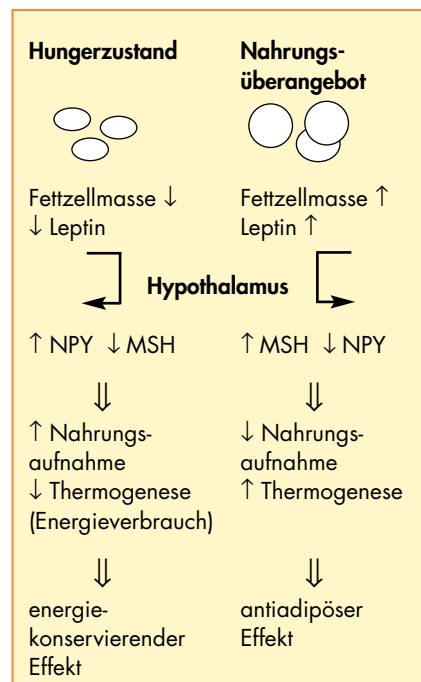 Hungerzustand
Nahrungs-
überangebot
Fettzellmasse ↓
↓ Leptin
Fettzellmasse ↑
Leptin ↑
Hypothalamus
↑ NPY ↓ MSH
↑ MSH ↓ NPY
⇓
⇓
↑ Nahrungs-
aufnahme
↓ Thermogenese
(Energieverbrauch)
↓ Nahrungs-
aufnahme
↑ Thermogenese
⇓
⇓
energie-
konservierender
Effekt
antiadipöser
Effekt